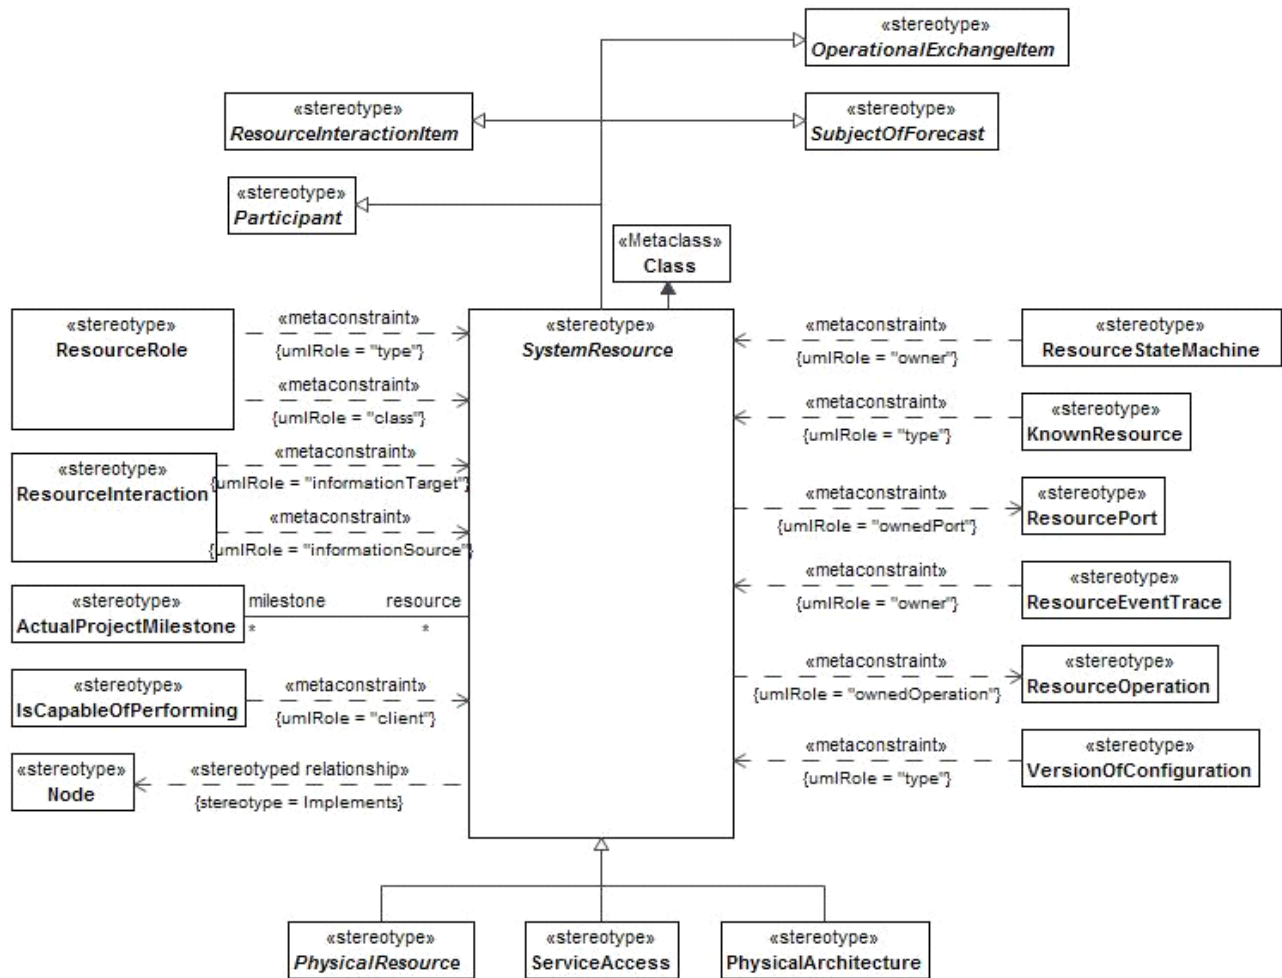 «stereotype»
OperationalExchangeItem
«stereotype»
ResourceInteractionItem
«stereotype»
SubjectOfForecast
«stereotype»
Participant
«Metaclass»
Class
«stereotype»
SystemResource
«stereotype»
ResourceRole
«metaconstraint»
{umlRole = "type"}
«metaconstraint»
{umlRole = "class"}
«stereotype»
ResourceInteraction
«metaconstraint»
{umlRole = "informationTarget"}
«metaconstraint»
{umlRole = "informationSource"}
«stereotype»
ActualProjectMilestone
milestone
resource
*
*
«stereotype»
IsCapableOfPerforming
«metaconstraint»
{umlRole = "client"}
«stereotype»
Node
«stereotyped relationship»
{stereotype = Implements}
«metaconstraint»
{umlRole = "owner"}
«stereotype»
ResourceStateMachine
«metaconstraint»
{umlRole = "type"}
«stereotype»
KnownResource
«metaconstraint»
{umlRole = "ownedPort"}
«stereotype»
ResourcePort
«metaconstraint»
{umlRole = "owner"}
«stereotype»
ResourceEventTrace
«metaconstraint»
{umlRole = "ownedOperation"}
«stereotype»
ResourceOperation
«metaconstraint»
{umlRole = "type"}
«stereotype»
VersionOfConfiguration
«stereotype»
PhysicalResource
«stereotype»
ServiceAccess
«stereotype»
PhysicalArchitecture